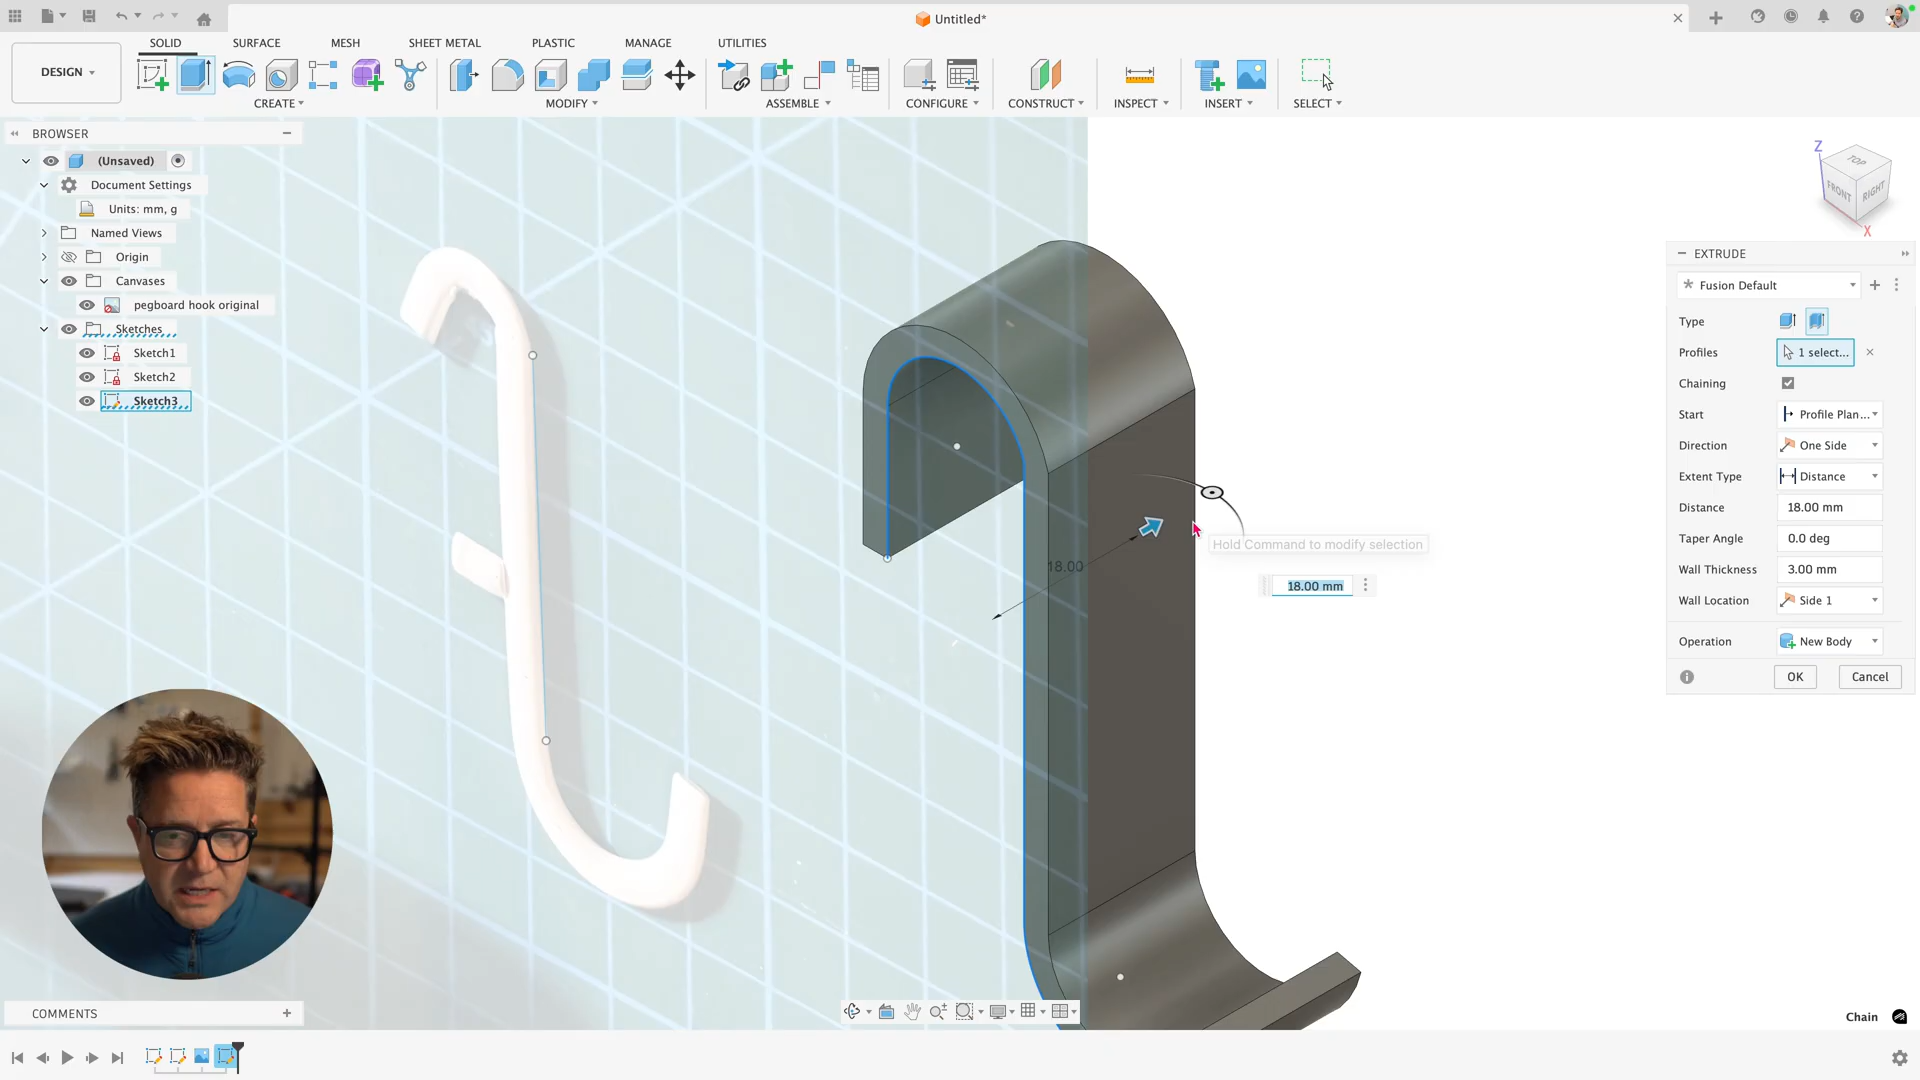 Untitled*
SOLID SURFACE MESH SHEET METAL PLASTIC MANAGE UTILITIES
DESIGN
CREATE MODIFY ASSEMBLE CONFIGURE CONSTRUCT INSPECT INSERT SELECT
BROWSER
(Unsaved)
Document Settings
Units: mm, g
Named Views
Origin
Canvases
pegboard hook original
Sketches
Sketch1
Sketch2
Sketch3
Z
TOP
FRONT
RIGHT
X
EXTRUDE
* Fusion Default
Type
Profiles 1 select...
Chaining
Start Profile Plan...
Direction One Side
Extent Type Distance
Distance 18.00 mm
Taper Angle 0.0 deg
Wall Thickness 3.00 mm
Wall Location Side 1
Operation New Body
OK Cancel
Hold Command to modify selection
18.00
18.00 mm
COMMENTS
Chain